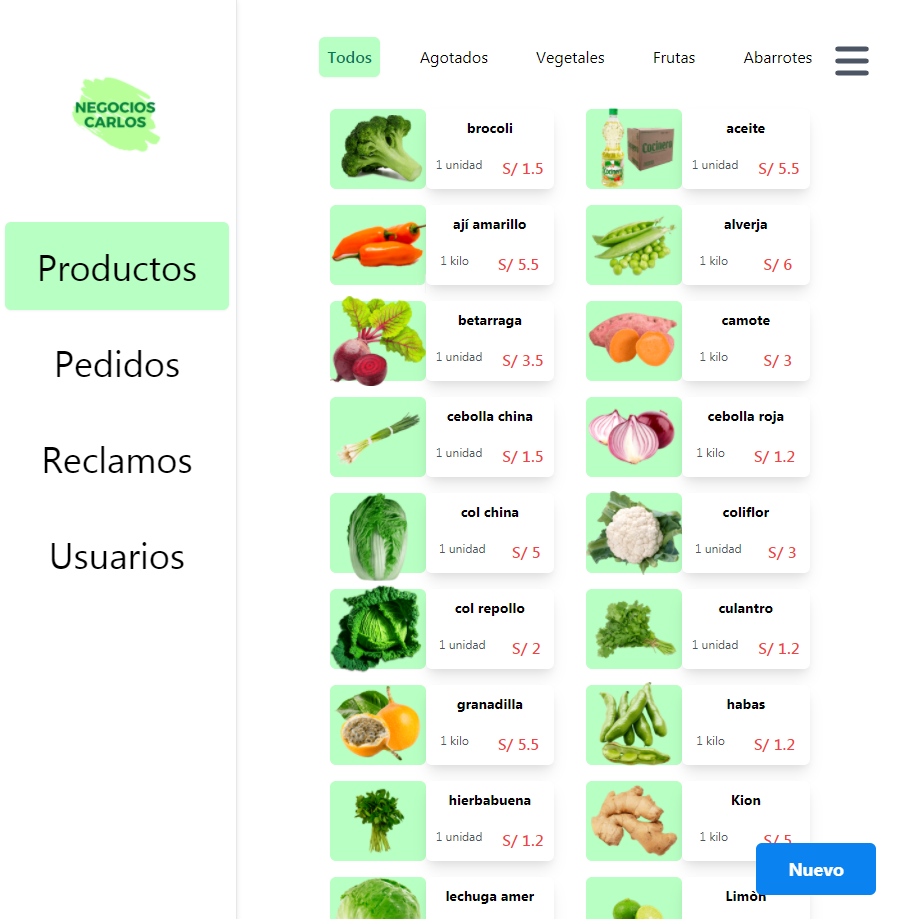 NEGOCIOS
CARLOS
Productos
Pedidos
Reclamos
Usuarios
Todos Agotados Vegetales Frutas Abarrotes
brocoli
1 unidad S/ 1.5
aceite
1 unidad S/ 5.5
ají amarillo
1 kilo S/ 5.5
alverja
1 kilo S/ 6
betarraga
1 unidad S/ 3.5
camote
1 kilo S/ 3
cebolla china
1 unidad S/ 1.5
cebolla roja
1 kilo S/ 1.2
col china
1 unidad S/ 5
coliflor
1 unidad S/ 3
col repollo
1 unidad S/ 2
culantro
1 unidad S/ 1.2
granadilla
1 kilo S/ 5.5
habas
1 kilo S/ 1.2
hierbabuena
1 unidad S/ 1.2
Kion
1 kilo S/ 5
lechuga amer
Limòn
Nuevo
Cocinero